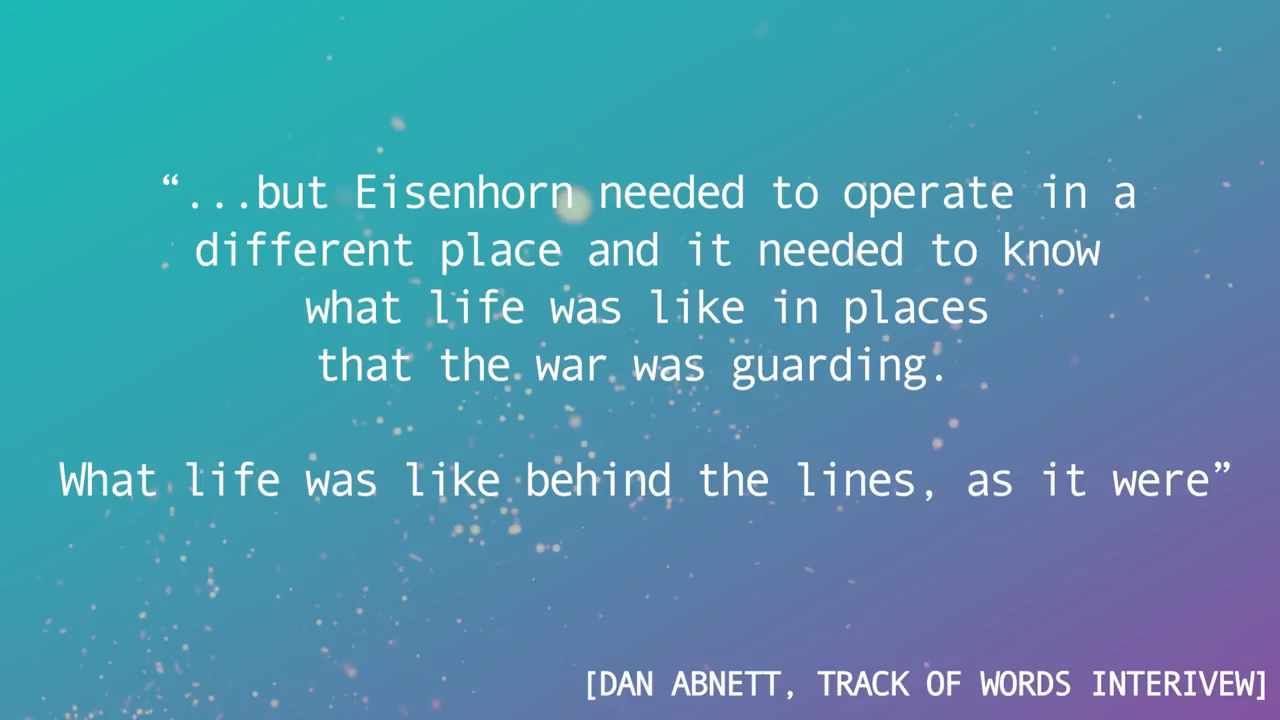 “...but Eisenhorn needed to operate in a
different place and it needed to know
what life was like in places
that the war was guarding.
What life was like behind the lines, as it were”
[DAN ABNETT, TRACK OF WORDS INTERIVEW]